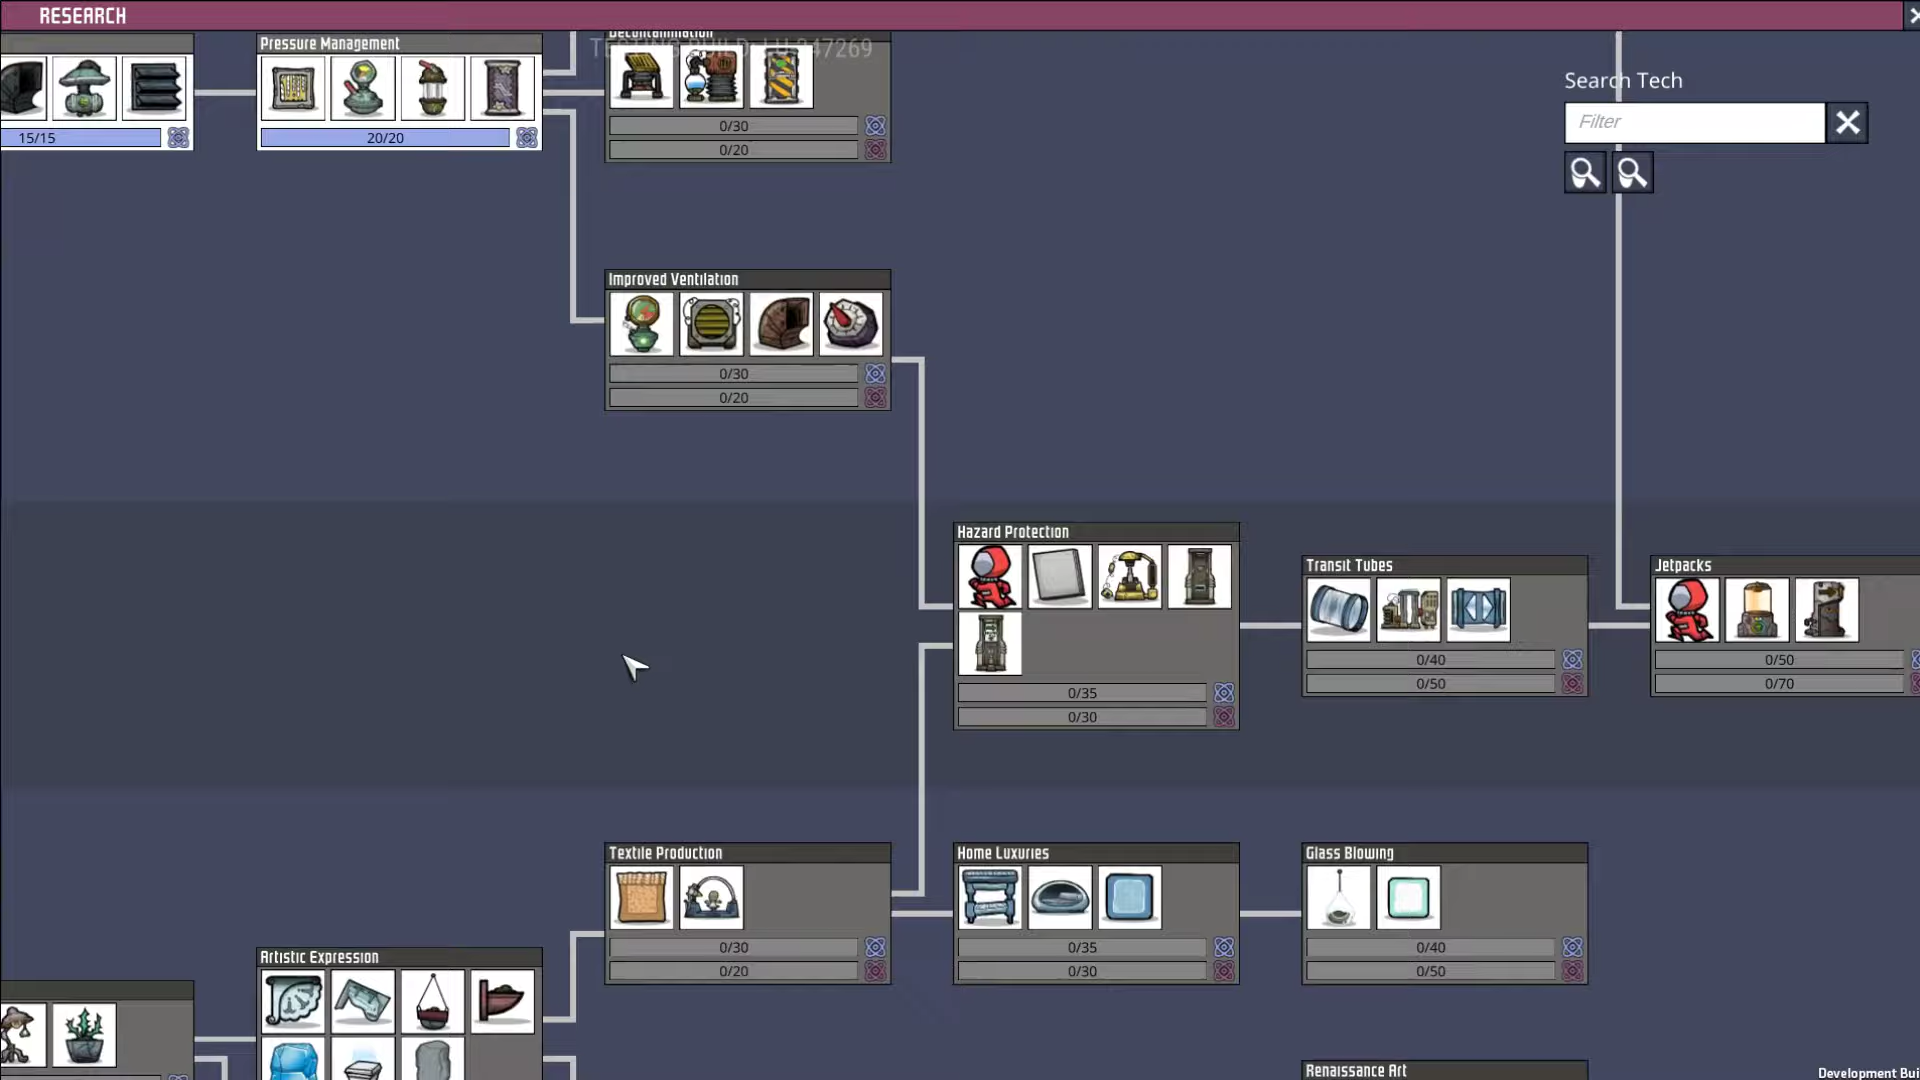 RESEARCH
Pressure Management
15/15
20/20
Decontamination
0/30
0/20
Search Tech
Filter
Improved Ventilation
0/30
0/20
Hazard Protection
0/35
0/30
Transit Tubes
0/40
0/50
Jetpacks
0/50
0/70
Textile Production
0/30
0/20
Home Luxuries
0/35
0/30
Glass Blowing
0/40
0/50
Artistic Expression
Renaissance Art
Development Bui